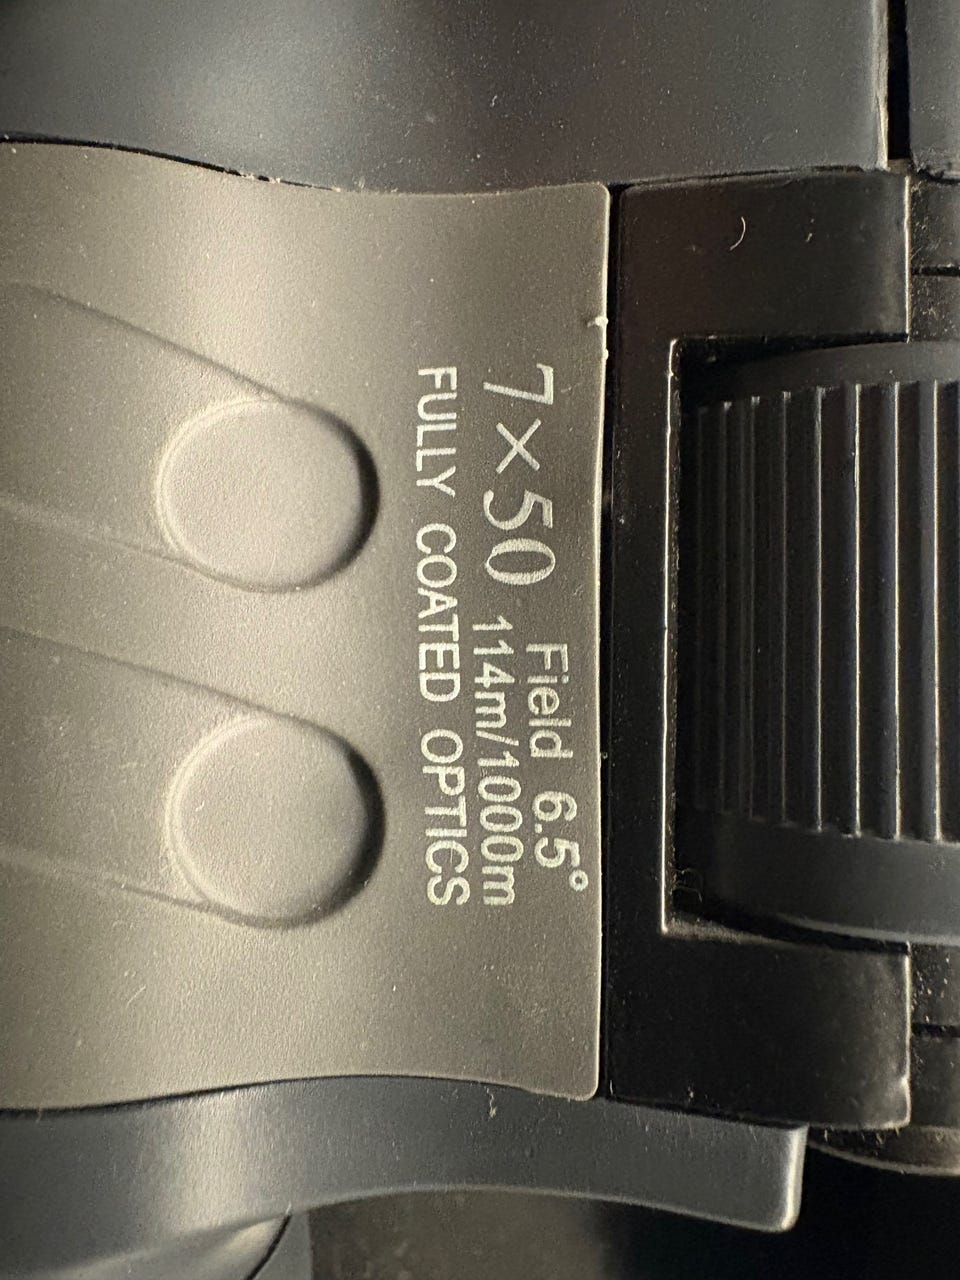 7×50 Field 6.5°
114m/1000m
FULLY COATED OPTICS